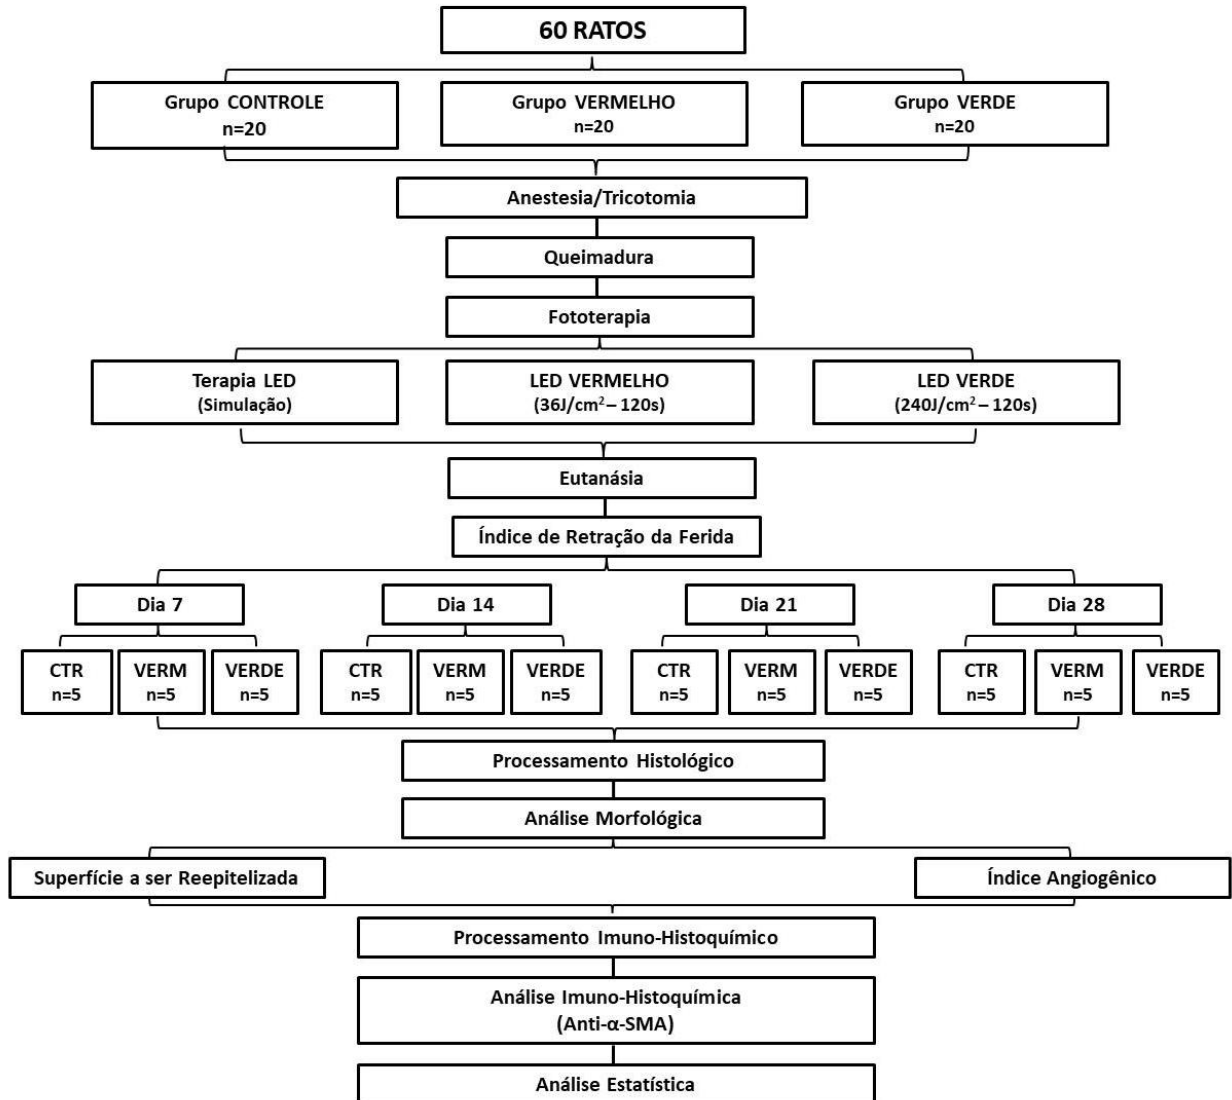 60 RATOS
Grupo CONTROLE
n=20
Grupo VERMELHO
n=20
Grupo VERDE
n=20
Anestesia/Tricotomia
Queimadura
Fototerapia
Terapia LED
(Simulação)
LED VERMELHO
(36J/cm² – 120s)
LED VERDE
(240J/cm² – 120s)
Eutanásia
Índice de Retração da Ferida
Dia 7
Dia 14
Dia 21
Dia 28
CTR
n=5
VERM
n=5
VERDE
n=5
CTR
n=5
VERM
n=5
VERDE
n=5
CTR
n=5
VERM
n=5
VERDE
n=5
CTR
n=5
VERM
n=5
VERDE
n=5
Processamento Histológico
Análise Morfológica
Superfície a ser Reepitelizada
Índice Angiogênico
Processamento Imuno-Histoquímico
Análise Imuno-Histoquímica
(Anti-α-SMA)
Análise Estatística